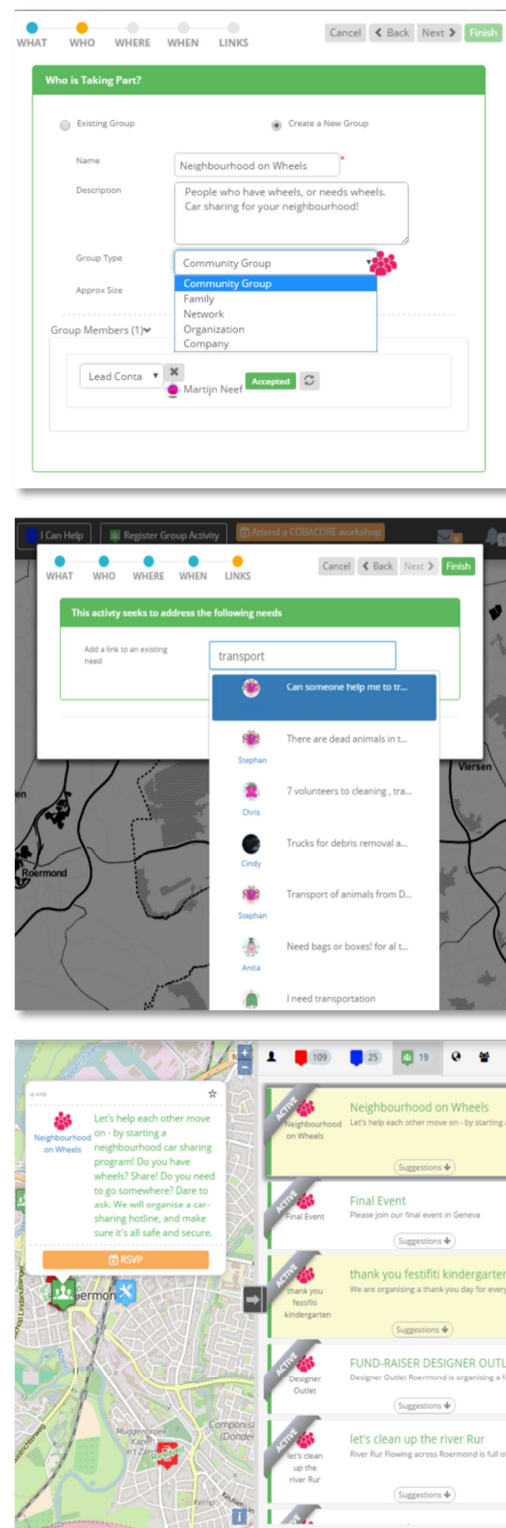 WHAT WHO WHERE WHEN LINKS
Cancel Back Next Finish
Who is Taking Part?
Existing Group
Create a New Group
Name
Neighbourhood on Wheels *
Description
People who have wheels, or needs wheels.
Car sharing for your neighbourhood!
Group Type
Community Group
Community Group
Family
Network
Organization
Company
Approx Size
Group Members (1)
Lead Conta
Martijn Neef
Accepted
I Can Help
Register Group Activity
Attend a COBACORE workshop
WHAT WHO WHERE WHEN LINKS
Cancel Back Next Finish
This activty seeks to address the following needs
Add a link to an existing
need
transport
Can someone help me to tr...
There are dead animals in t...
Stephan
7 volunteers to cleaning , tra...
Chris
Trucks for debris removal a...
Cindy
Transport of animals from D...
Stephan
Need bags or boxes! for al t...
Anita
I need transportation
Viersen
en
Roermond
109
25
19
Neighbourhood
on Wheels
Let's help each other move
on - by starting a
neighbourhood car sharing
program! Do you have
wheels? Share! Do you need
to go somewhere? Dare to
ask. We will organise a car-
sharing hotline, and make
sure it's all safe and secure.
RSVP
ermon
Muggenbroek
Kapel
Componis
(Donde
Kemp
ACTIVE
Neighbourhood
on Wheels
Neighbourhood on Wheels
Let's help each other move on - by starting a
Suggestions
ACTIVE
Final Event
Final Event
Please join our final event in Geneva
Suggestions
ACTIVE
thank you
festifiti
kindergarten
thank you festifiti kindergarten
We are organising a thank you day for every
Suggestions
ACTIVE
Designer
Outlet
FUND-RAISER DESIGNER OUTL
Designer Outlet Roermond is organising a f
Suggestions
ACTIVE
let's clean
up the
river Rur
let's clean up the river Rur
River Rur Flowing across Roermond is full of
Suggestions